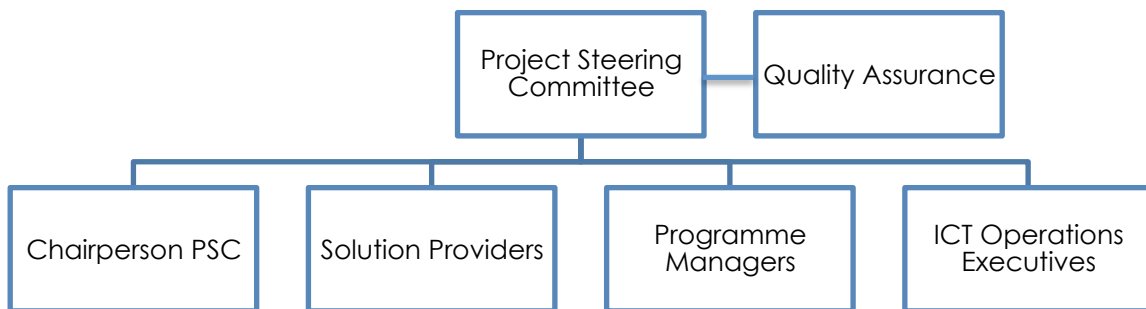 Project Steering
Committee
Quality Assurance
Chairperson PSC
Solution Providers
Programme
Managers
ICT Operations
Executives